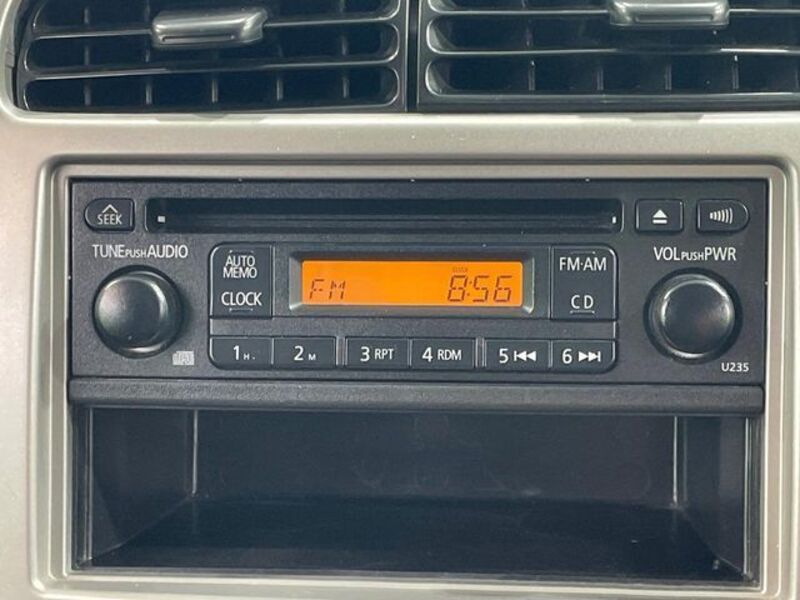 SEEK
TUNE PUSH AUDIO
VOL PUSH PWR
AUTO
MEMO
CLOCK
CLOCK
FM 8:56
FM·AM
CD
1 H. 2 M 3 RPT 4 RDM 5 6
U235